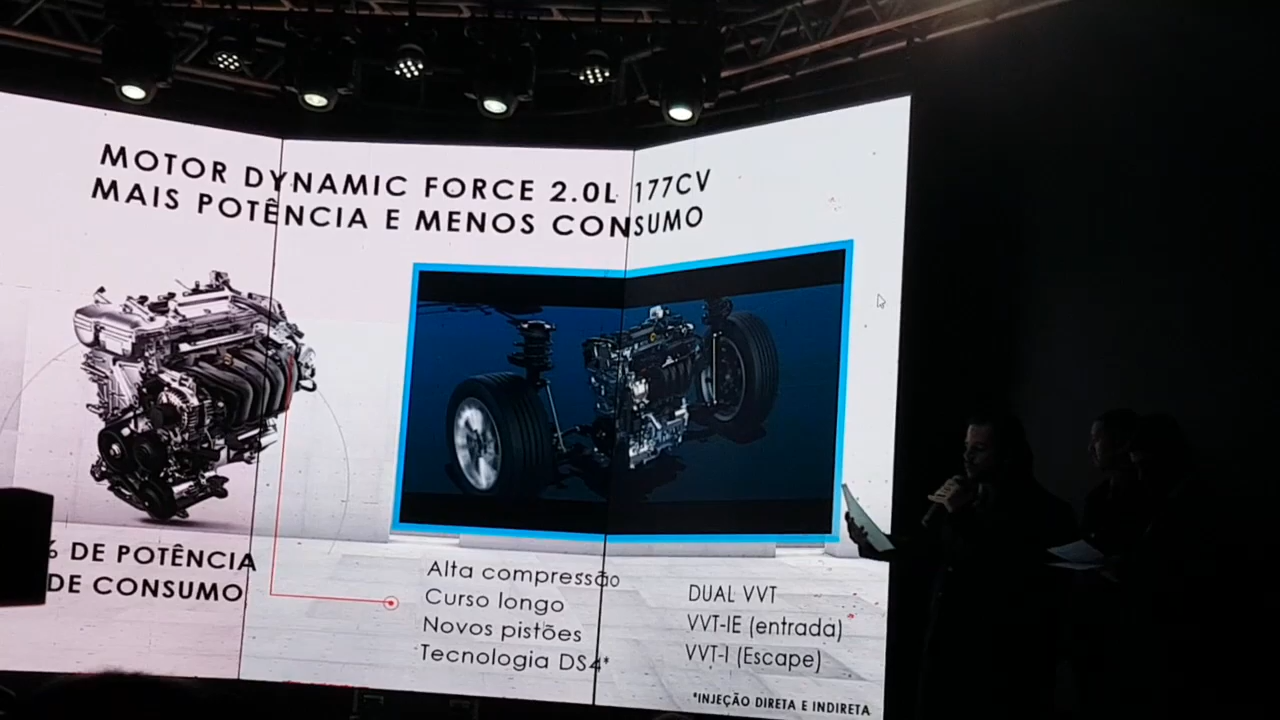 MOTOR DYNAMIC FORCE 2.0L 177CV
MAIS POTÊNCIA E MENOS CONSUMO
% DE POTÊNCIA
DE CONSUMO
Alta compressão
Curso longo
Novos pistões
Tecnologia DS4*
DUAL VVT
VVT-IE (entrada)
VVT-I (Escape)
*INJEÇÃO DIRETA E INDIRETA